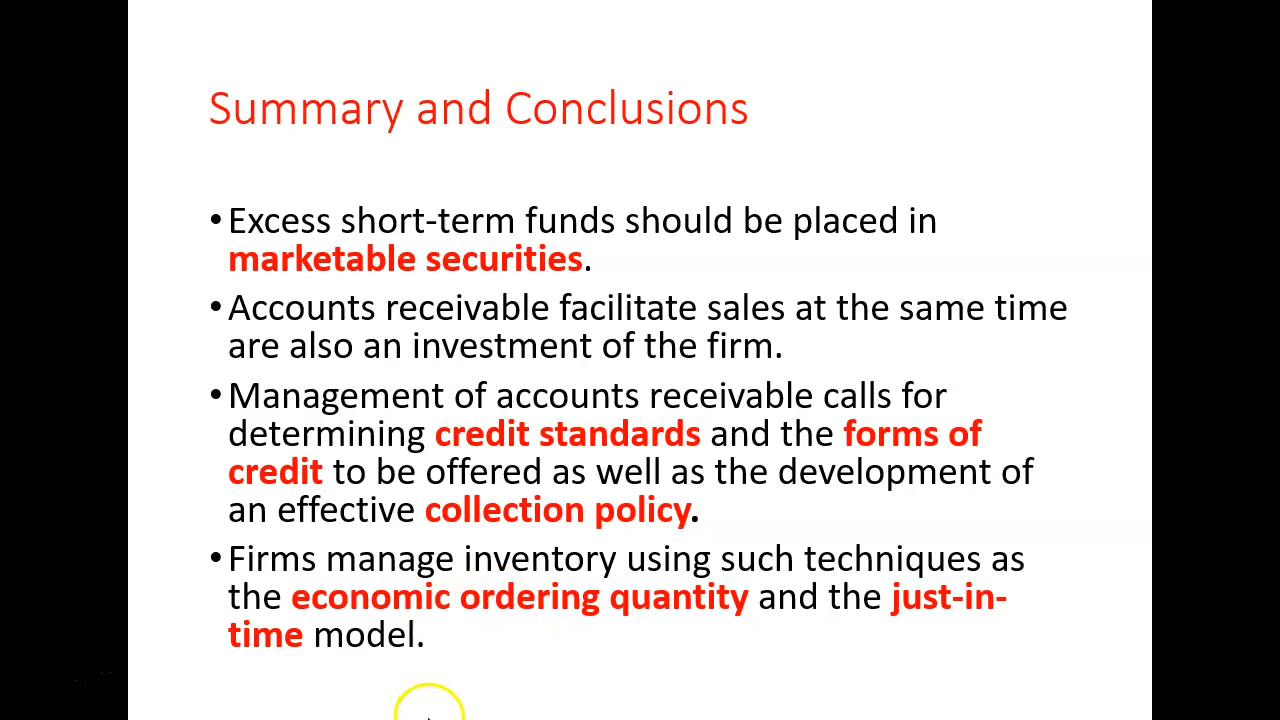 Summary and Conclusions
•Excess short-term funds should be placed in
marketable securities.
•Accounts receivable facilitate sales at the same time
are also an investment of the firm.
•Management of accounts receivable calls for
determining credit standards and the forms of
credit to be offered as well as the development of
an effective collection policy.
•Firms manage inventory using such techniques as
the economic ordering quantity and the just-in-
time model.